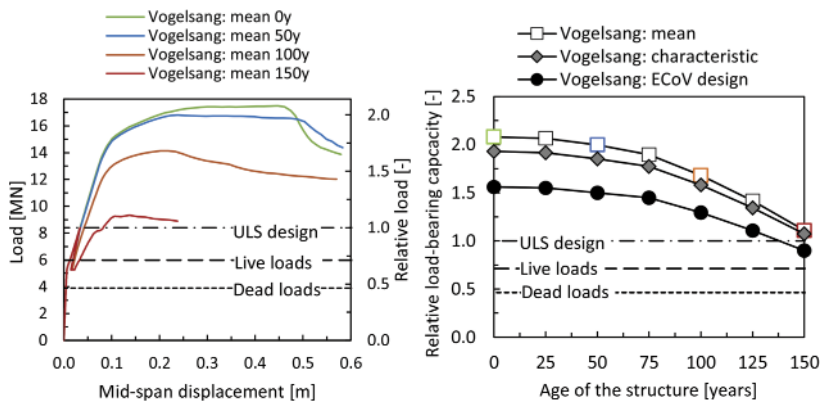 Vogelsang: mean 0y
Vogelsang: mean 50y
Vogelsang: mean 100y
Vogelsang: mean 150y
Load [MN]
18
16
14
12
10
8
6
4
2
0
0.0
0.1
0.2
0.3
0.4
0.5
0.6
Mid-span displacement [m]
2.0
1.5
1.0
0.5
0.0
Relative load [-]
ULS design
Live loads
Dead loads
Vogelsang: mean
Vogelsang: characteristic
Vogelsang: ECoV design
Relative load-bearing capcacity [-]
2.5
2.0
1.5
1.0
0.5
0.0
ULS design
Live loads
Dead loads
0
25
50
75
100
125
150
Age of the structure [years]